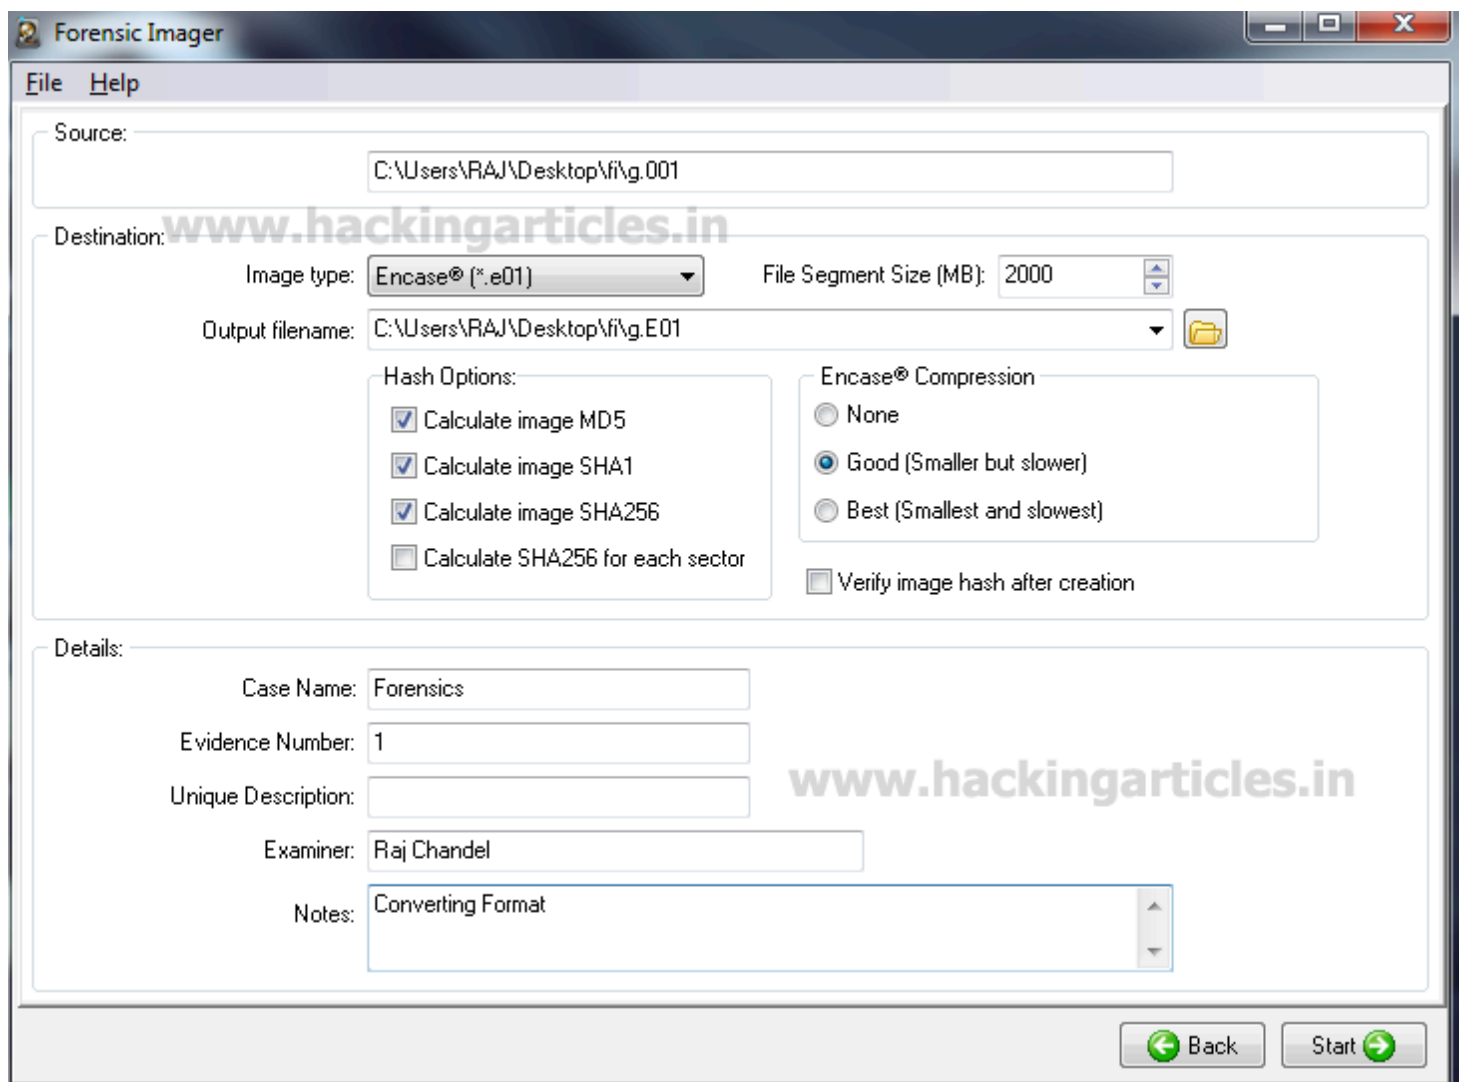 Forensic Imager
File Help
Source:
C:\Users\RAJ\Desktop\fi\g.001
www.hackingarticles.in
Destination:
Image type: Encase® (*.e01) File Segment Size (MB): 2000
Output filename: C:\Users\RAJ\Desktop\fi\g.E01
Hash Options:
Calculate image MD5
Calculate image SHA1
Calculate image SHA256
Calculate SHA256 for each sector
Encase® Compression
None
Good (Smaller but slower)
Best (Smallest and slowest)
Verify image hash after creation
Details:
Case Name: Forensics
Evidence Number: 1
Unique Description:
www.hackingarticles.in
Examiner: Raj Chandel
Notes: Converting Format
Back Start